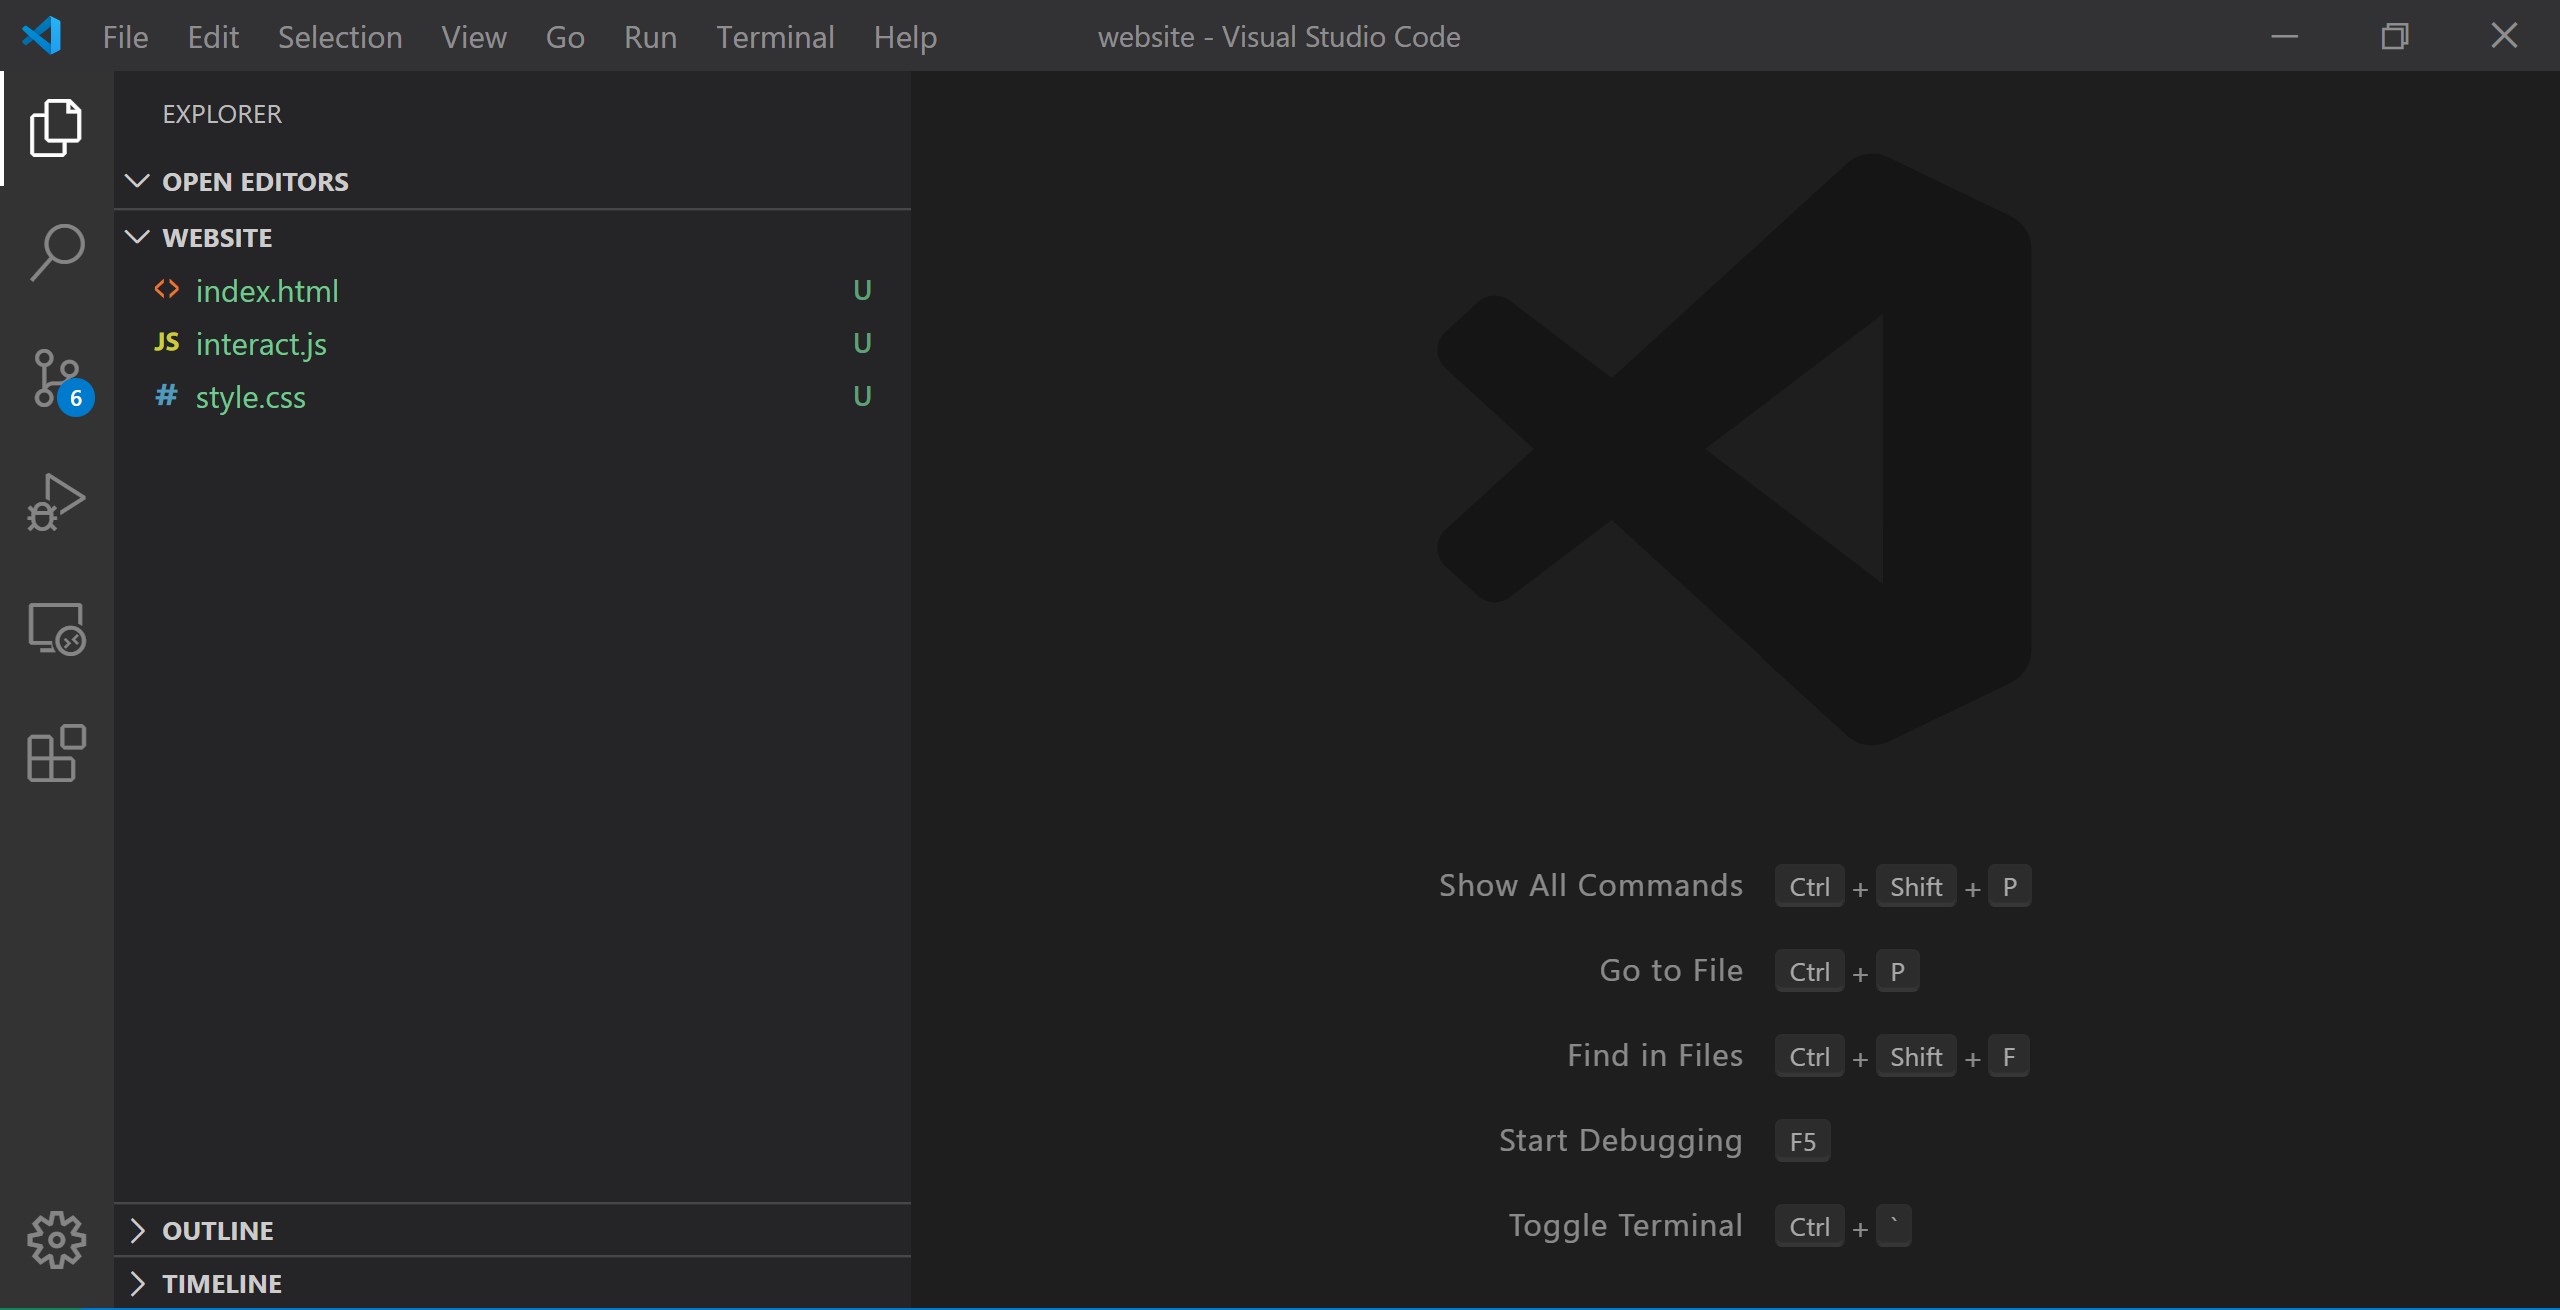 File Edit Selection View Go Run Terminal Help website - Visual Studio Code
EXPLORER
OPEN EDITORS
WEBSITE
<> index.html U
JS interact.js U
# style.css U
6
OUTLINE
TIMELINE
Show All Commands Ctrl + Shift + P
Go to File Ctrl + P
Find in Files Ctrl + Shift + F
Start Debugging F5
Toggle Terminal Ctrl + `